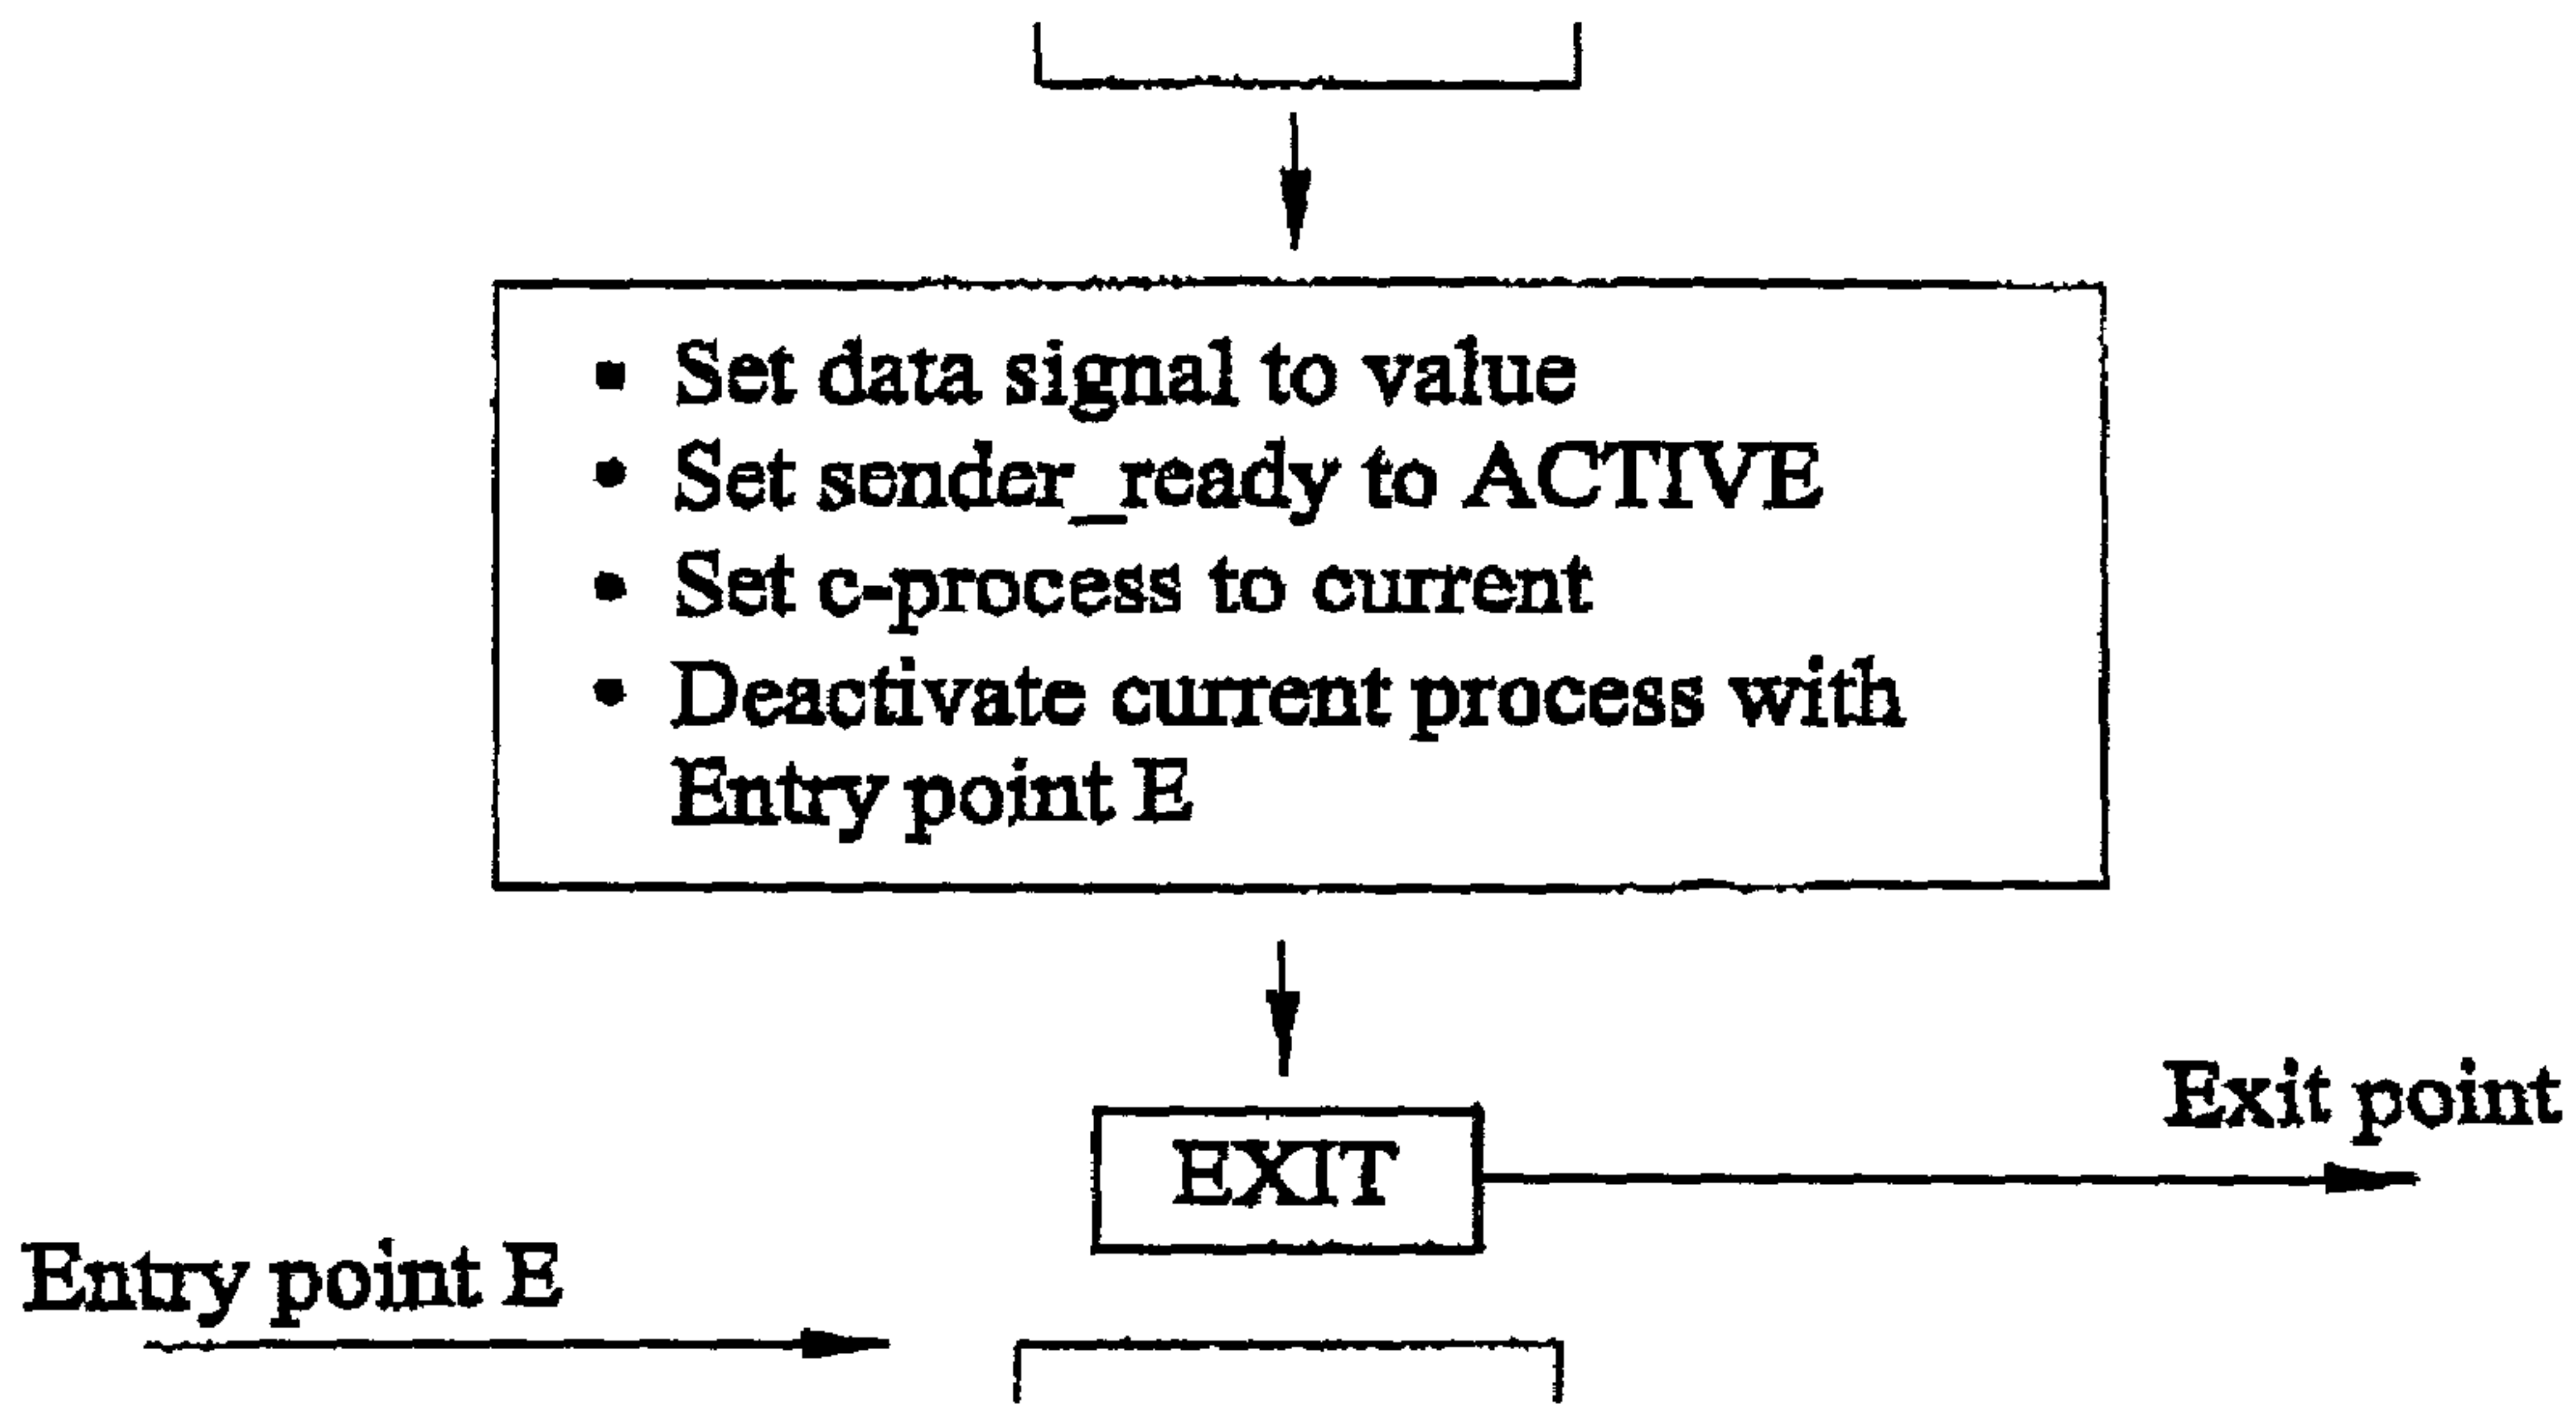 ▪ Set data signal to value
• Set sender_ready to ACTIVE
• Set c-process to current
• Deactivate current process with
Entry point E
Exit point
EXIT
Entry point E